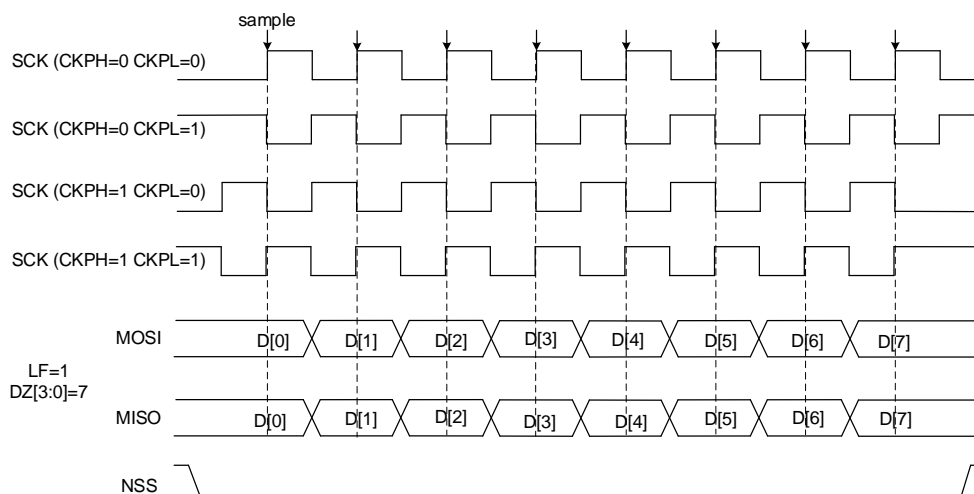 sample
SCK (CKPH=0 CKPL=0)
SCK (CKPH=0 CKPL=1)
SCK (CKPH=1 CKPL=0)
SCK (CKPH=1 CKPL=1)
MOSI D[0] D[1] D[2] D[3] D[4] D[5] D[6] D[7]
LF=1
DZ[3:0]=7
MISO D[0] D[1] D[2] D[3] D[4] D[5] D[6] D[7]
NSS